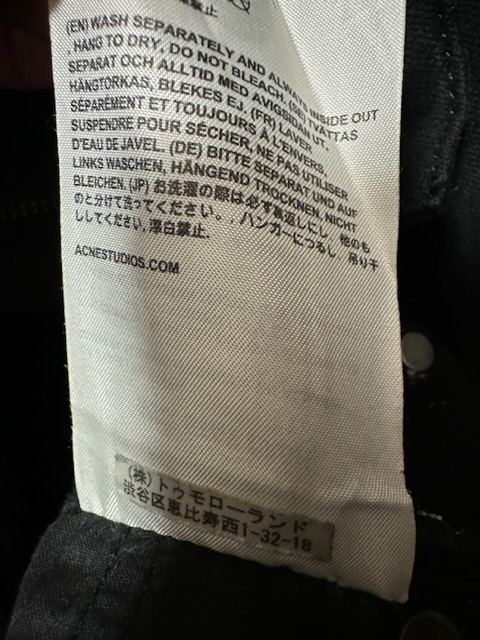 禁止
(EN) WASH SEPARATELY AND ALWAYS INSIDE OUT
, HANG TO DRY, DO NOT BLEACH. (SE) TVÄTTAS
SEPARAT OCH ALLTID MED AVIGSIDAN UT,
HÄNGTORKAS, BLEKES EJ. (FR) LAVER
SÉPARÉMENT ET TOUJOURS À L'ENVERS,
SUSPENDRE POUR SÉCHER, NE PAS UTILISER
D'EAU DE JAVEL. (DE) BITTE SEPARAT UND AUF
LINKS WASCHEN, HÄNGEND TROCKNEN, NICHT
BLEICHEN. (JP) お洗濯の際は必ず裏返しにし、他のも
のと分けて洗ってください。. ハンガーにつるし、吊り干
ししてください, 漂白禁止.
ACNESTUDIOS.COM
(株)トゥモローランド
渋谷区恵比寿西1-32-18